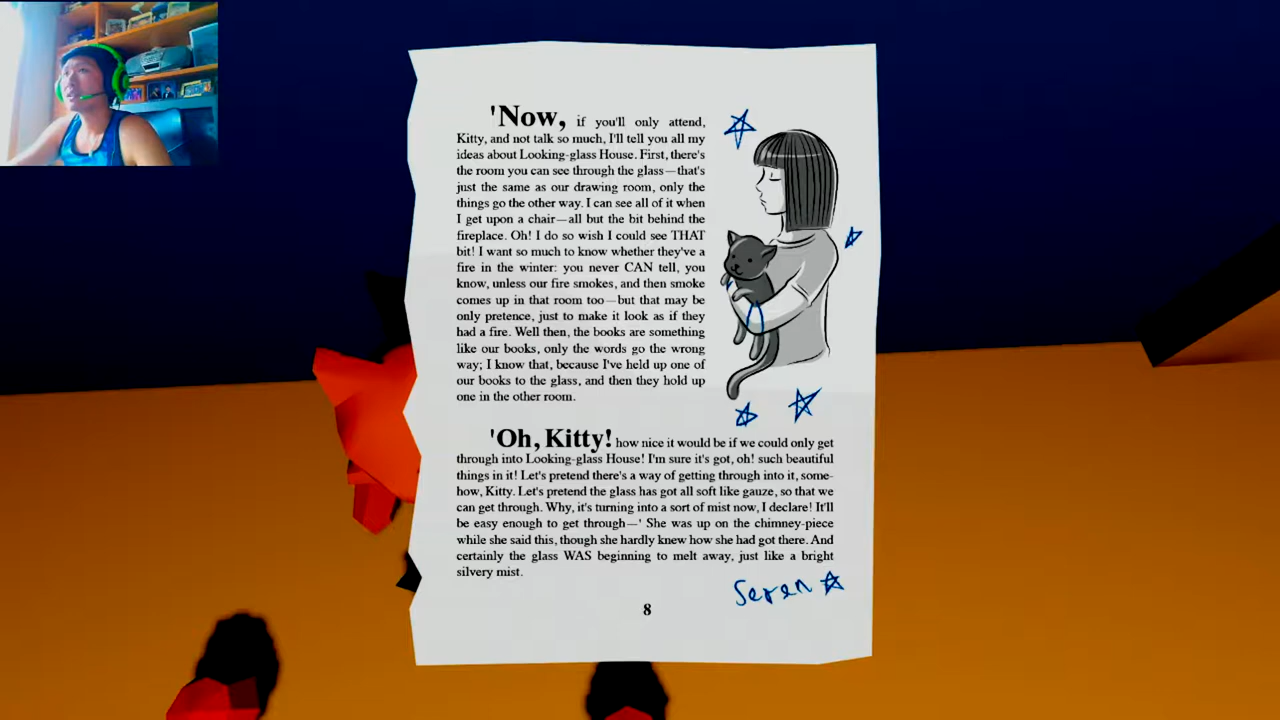 'Now, if you'll only attend,
Kitty, and not talk so much, I'll tell you all my
ideas about Looking-glass House. First, there's
the room you can see through the glass—that's
just the same as our drawing room, only the
things go the other way. I can see all of it when
I get upon a chair—all but the bit behind the
fireplace. Oh! I do so wish I could see THAT
bit! I want so much to know whether they've a
fire in the winter: you never CAN tell, you
know, unless our fire smokes, and then smoke
comes up in that room too—but that may be
only pretence, just to make it look as if they
had a fire. Well then, the books are something
like our books, only the words go the wrong
way; I know that, because I've held up one of
our books to the glass, and then they hold up
one in the other room.
'Oh, Kitty! how nice it would be if we could only get
through into Looking-glass House! I'm sure it's got, oh! such beautiful
things in it! Let's pretend there's a way of getting through into it, some-
how, Kitty. Let's pretend the glass has got all soft like gauze, so that we
can get through. Why, it's turning into a sort of mist now, I declare! It'll
be easy enough to get through—' She was up on the chimney-piece
while she said this, though she hardly knew how she had got there. And
certainly the glass WAS beginning to melt away, just like a bright
silvery mist.
Seren
8